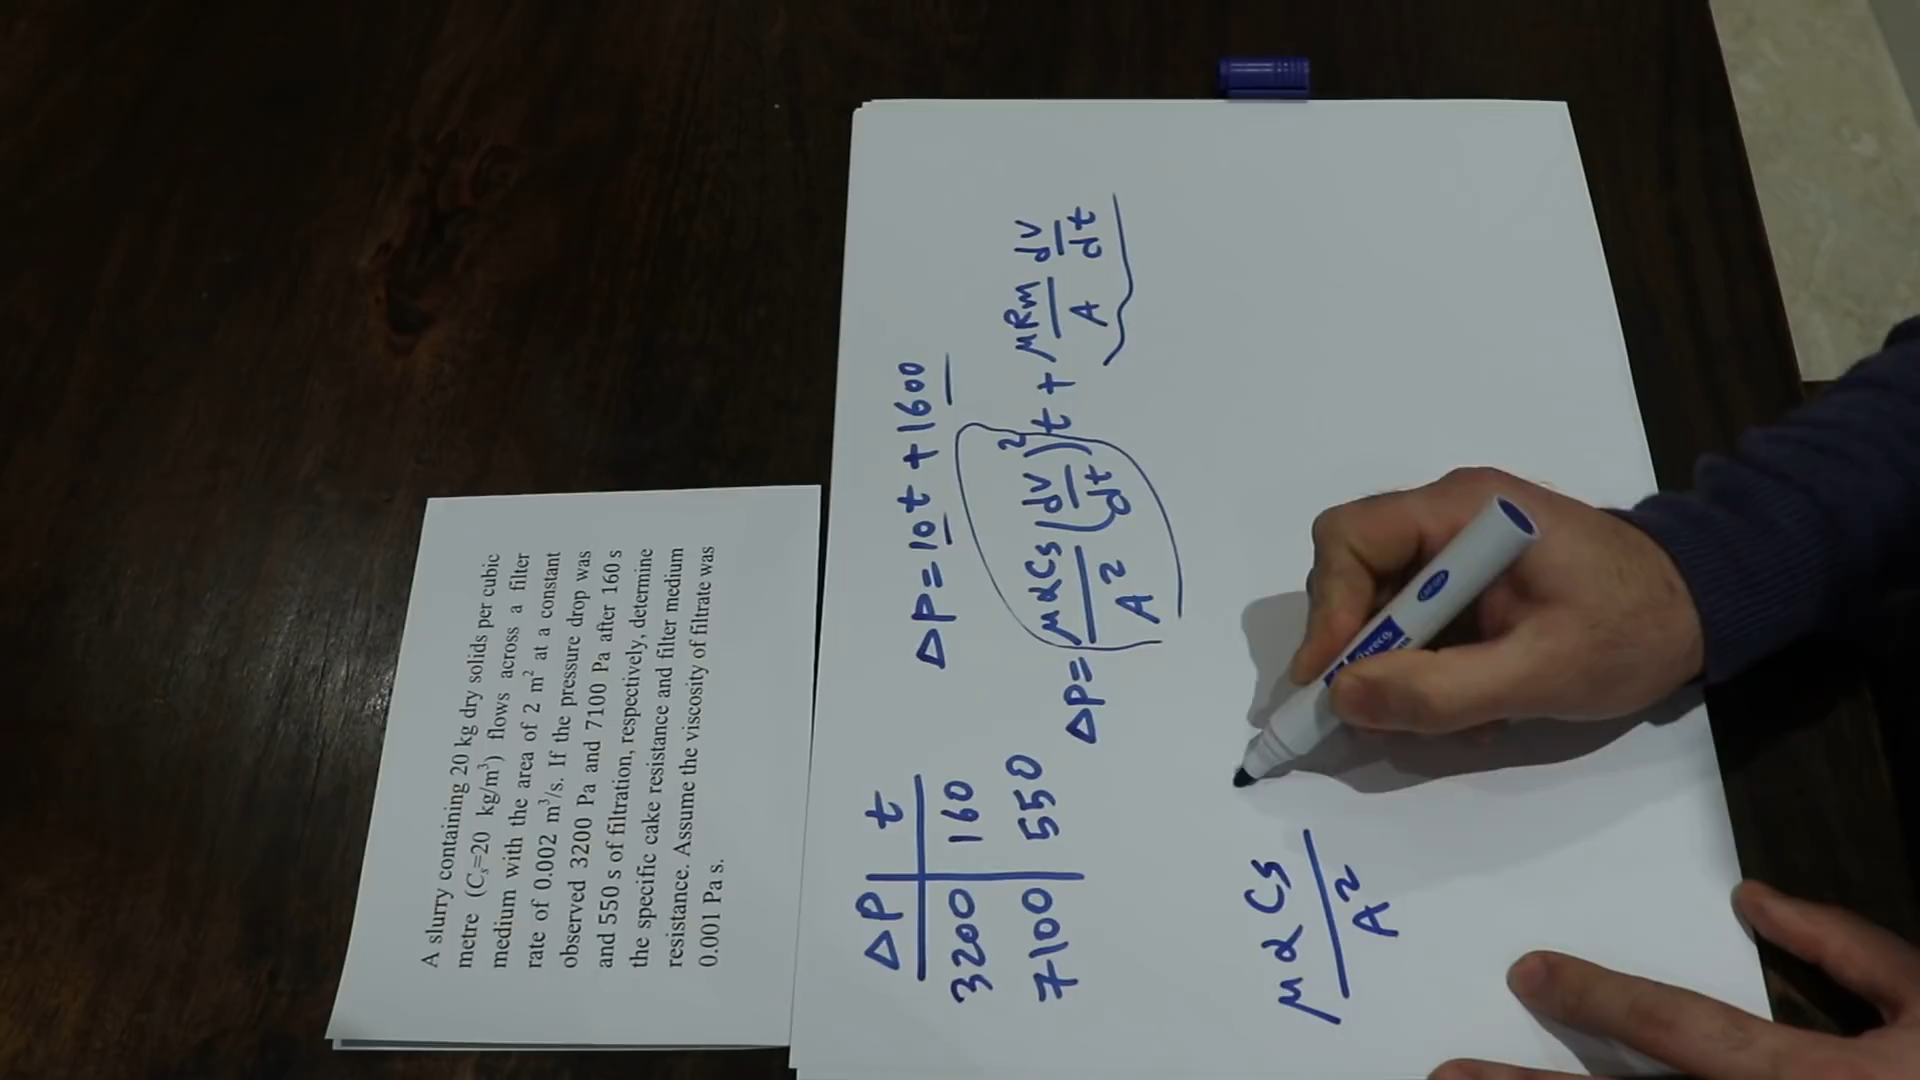 A slurry containing 20 kg dry solids per cubic
metre (Cs=20 kg/m³) flows across a filter
medium with the area of 2 m² at a constant
rate of 0.002 m³/s. If the pressure drop was
observed 3200 Pa and 7100 Pa after 160 s
and 550 s of filtration, respectively, determine
the specific cake resistance and filter medium
resistance. Assume the viscosity of filtrate was
0.001 Pa s.
ΔP t
3200 160
7100 550
ΔP = 10t + 1600
ΔP = μαCs/A² (dv/dt)² t + μRm/A dv/dt
μαCs/A²